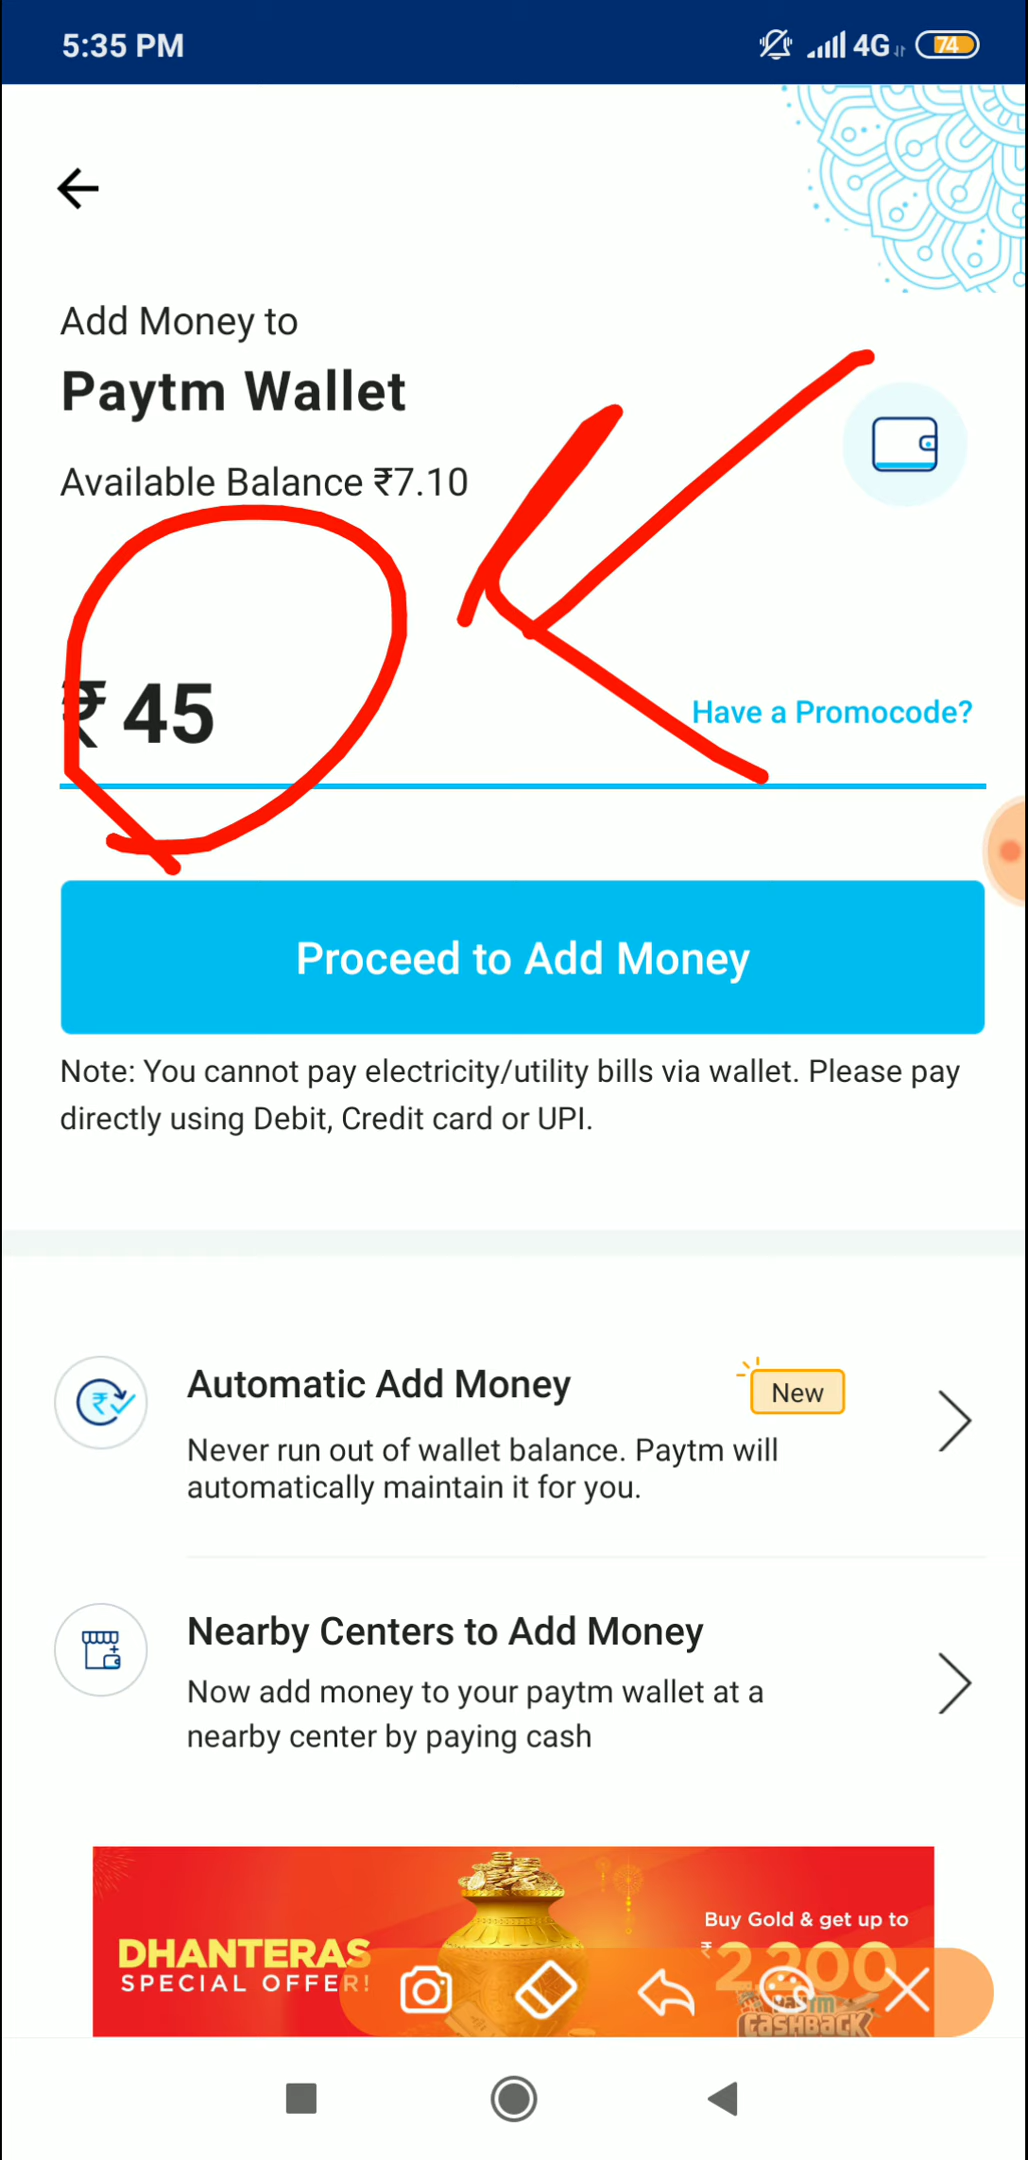 5:35 PM
4G
74
Add Money to
Paytm Wallet
Available Balance ₹7.10
₹ 45
Have a Promocode?
Proceed to Add Money
Note: You cannot pay electricity/utility bills via wallet. Please pay
directly using Debit, Credit card or UPI.
Automatic Add Money
New
Never run out of wallet balance. Paytm will
automatically maintain it for you.
Nearby Centers to Add Money
Now add money to your paytm wallet at a
nearby center by paying cash
DHANTERAS
SPECIAL OFFER!
Buy Gold & get up to
₹
paytm
CASHBACK